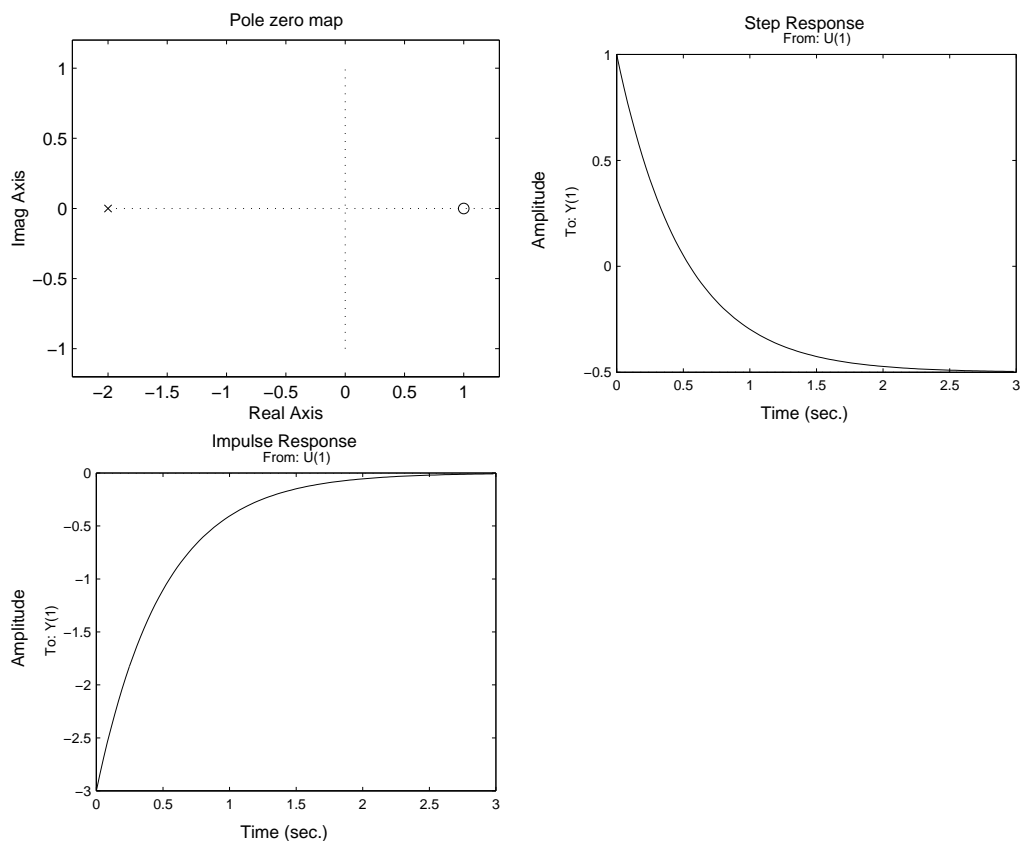 Pole zero map
Imag Axis
1
0.5
0
−0.5
−1
−2
−1.5
−1
−0.5
0
0.5
1
Real Axis
Step Response
From: U(1)
Amplitude
To: Y(1)
1
0.5
0
−0.5
0
0.5
1
1.5
2
2.5
3
Time (sec.)
Impulse Response
From: U(1)
Amplitude
To: Y(1)
0
−0.5
−1
−1.5
−2
−2.5
−3
0
0.5
1
1.5
2
2.5
3
Time (sec.)